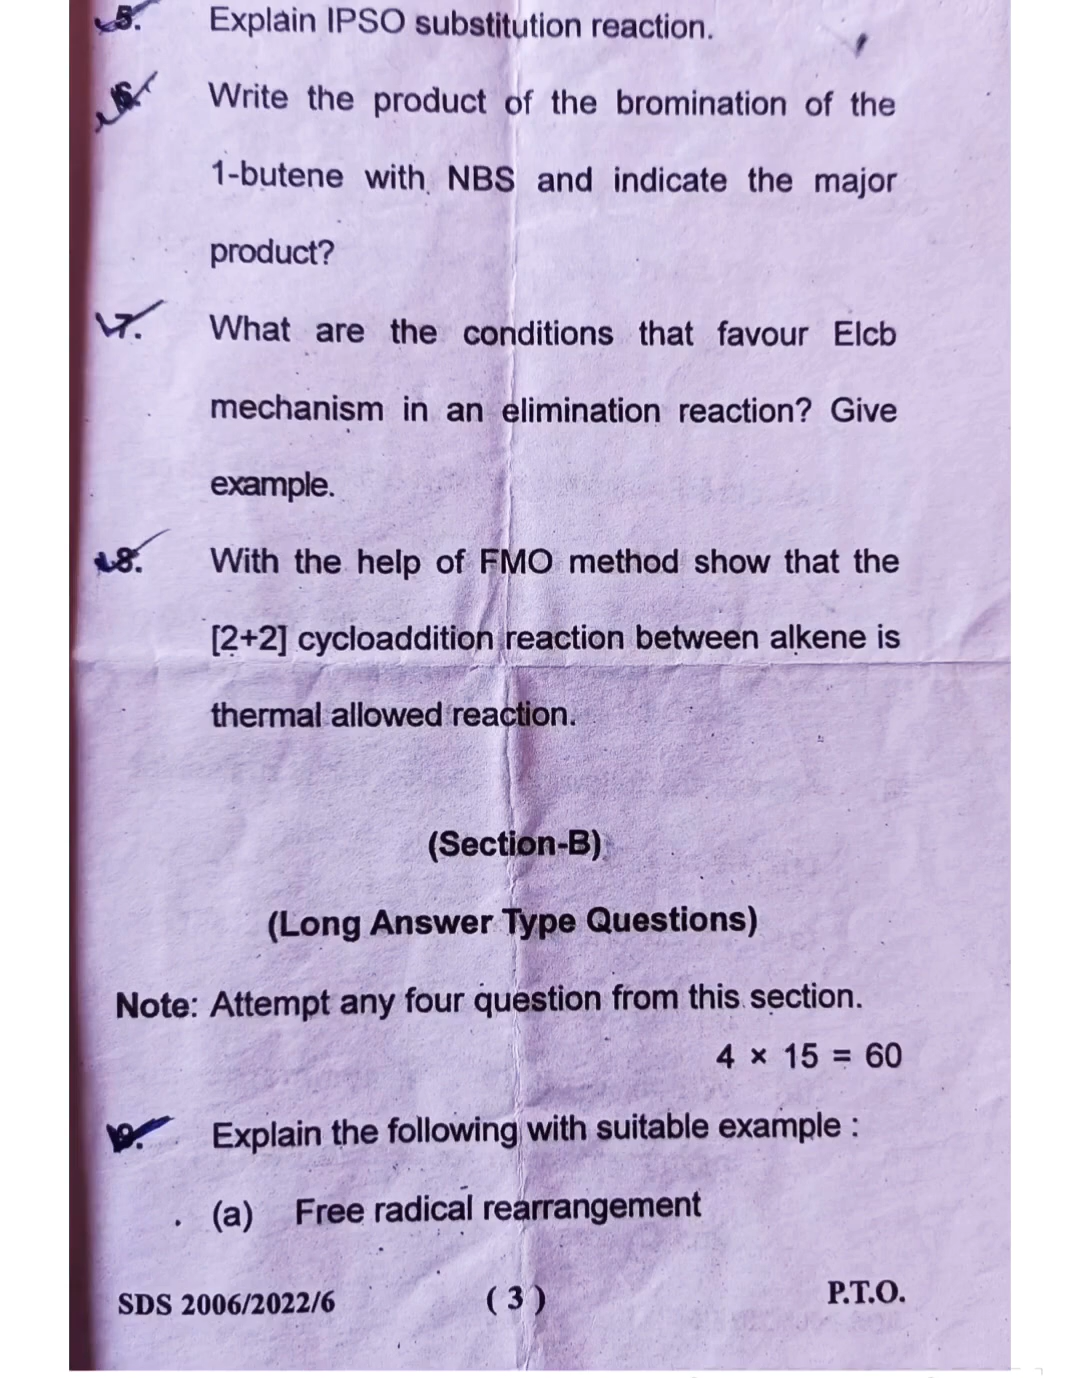 5. Explain IPSO substitution reaction.
6. Write the product of the bromination of the
1-butene with NBS and indicate the major
product?
7. What are the conditions that favour Elcb
mechanism in an elimination reaction? Give
example.
8. With the help of FMO method show that the
[2+2] cycloaddition reaction between alkene is
thermal allowed reaction.
(Section-B)
(Long Answer Type Questions)
Note: Attempt any four question from this section.
4 × 15 = 60
9. Explain the following with suitable example :
(a) Free radical rearrangement
SDS 2006/2022/6 ( 3 ) P.T.O.